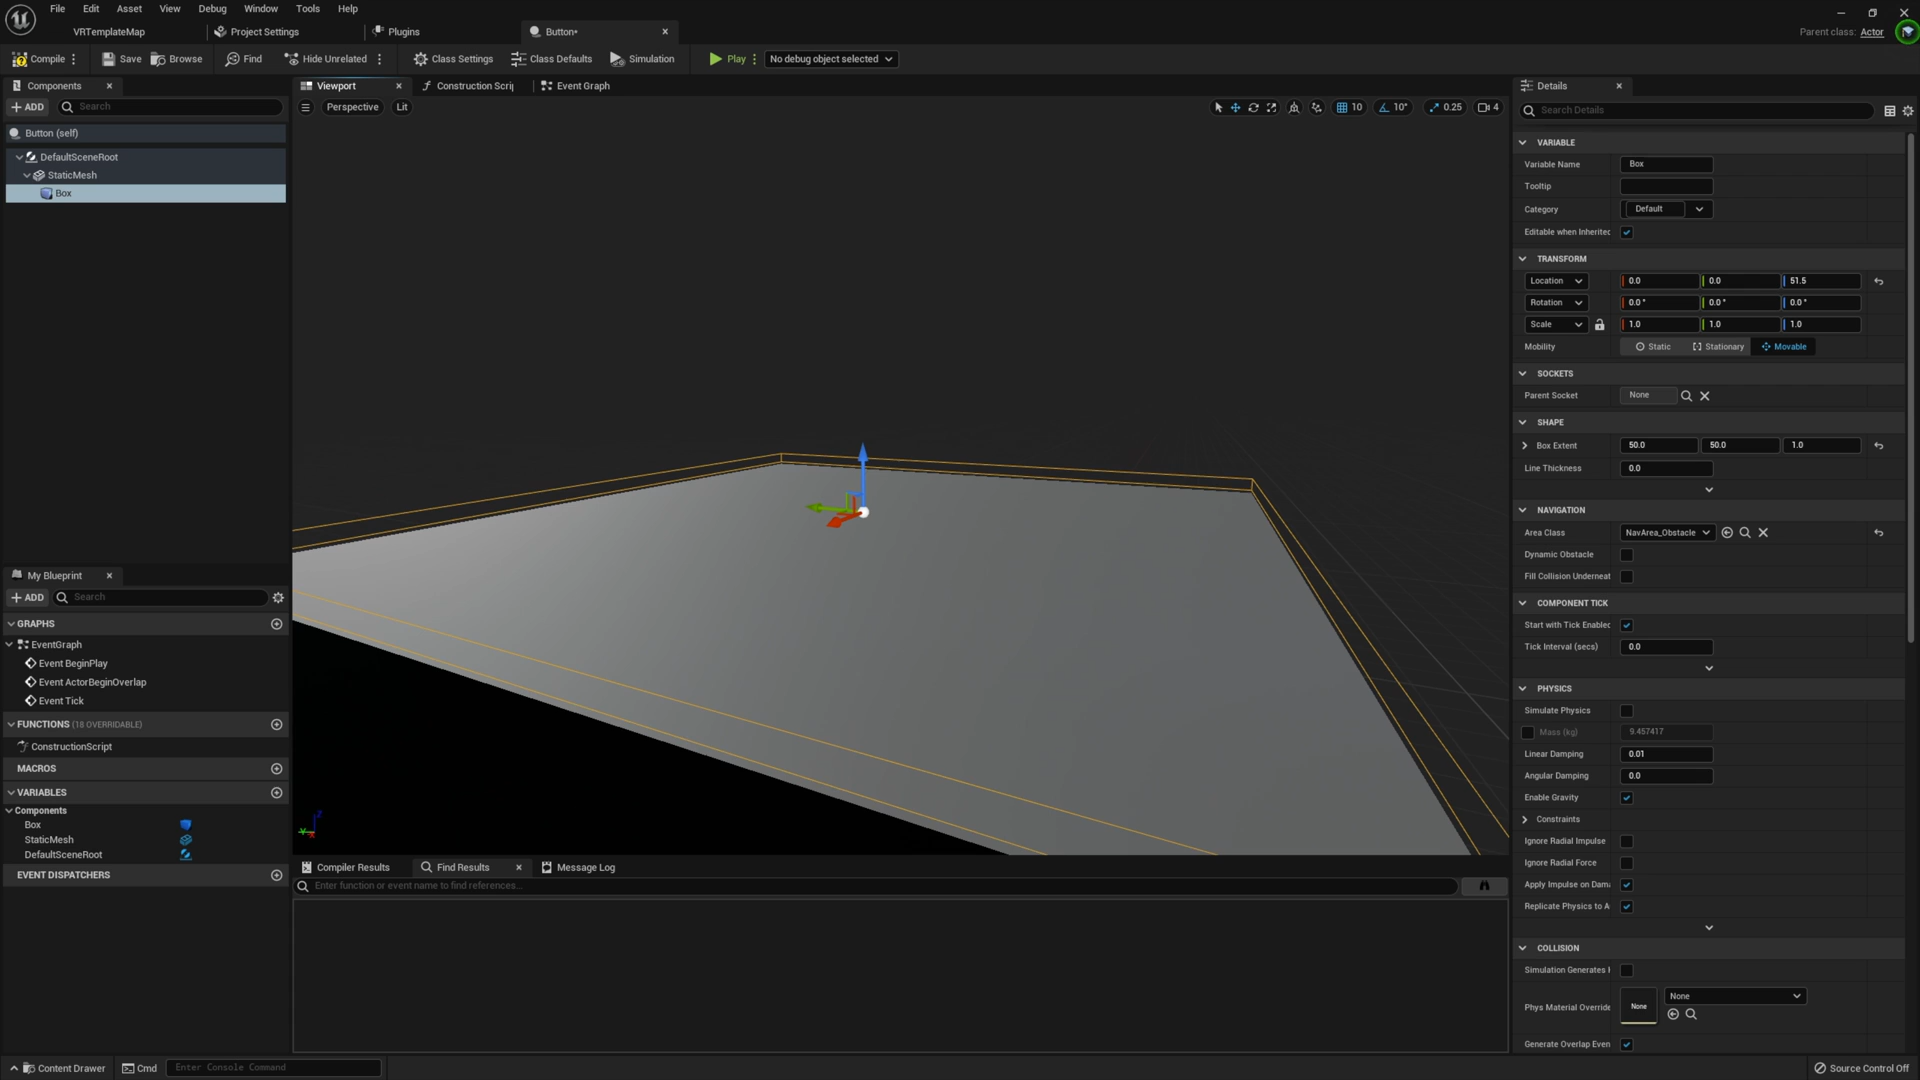 File Edit Asset View Debug Window Tools Help
VRTemplateMap Project Settings Plugins Button* Parent class: Actor
Compile Save Browse Find Hide Unrelated Class Settings Class Defaults Simulation Play No debug object selected
Components Viewport Construction Scrip Event Graph Details
ADD Search Perspective Lit 10 10° 0.25 4 Search Details
Button (self)
DefaultSceneRoot
StaticMesh
Box
VARIABLE
Variable Name Box
Tooltip
Category Default
Editable when Inherited
TRANSFORM
Location 0.0 0.0 51.5
Rotation 0.0 ° 0.0 ° 0.0 °
Scale 1.0 1.0 1.0
Mobility Static Stationary Movable
SOCKETS
Parent Socket None
SHAPE
Box Extent 50.0 50.0 1.0
Line Thickness 0.0
NAVIGATION
Area Class NavArea_Obstacle
Dynamic Obstacle
Fill Collision Underneat
COMPONENT TICK
Start with Tick Enabled
Tick Interval (secs) 0.0
PHYSICS
Simulate Physics
Mass (kg) 9.457417
Linear Damping 0.01
Angular Damping 0.0
Enable Gravity
Constraints
Ignore Radial Impulse
Ignore Radial Force
Apply Impulse on Dam
Replicate Physics to A
COLLISION
Simulation Generates
Phys Material Override None None
Generate Overlap Even
My Blueprint
ADD Search
GRAPHS
EventGraph
Event BeginPlay
Event ActorBeginOverlap
Event Tick
FUNCTIONS (18 OVERRIDABLE)
ConstructionScript
MACROS
VARIABLES
Components
Box
StaticMesh
DefaultSceneRoot
EVENT DISPATCHERS
Z
Y X
Compiler Results Find Results Message Log
Enter function or event name to find references...
Content Drawer Cmd Enter Console Command Source Control Off